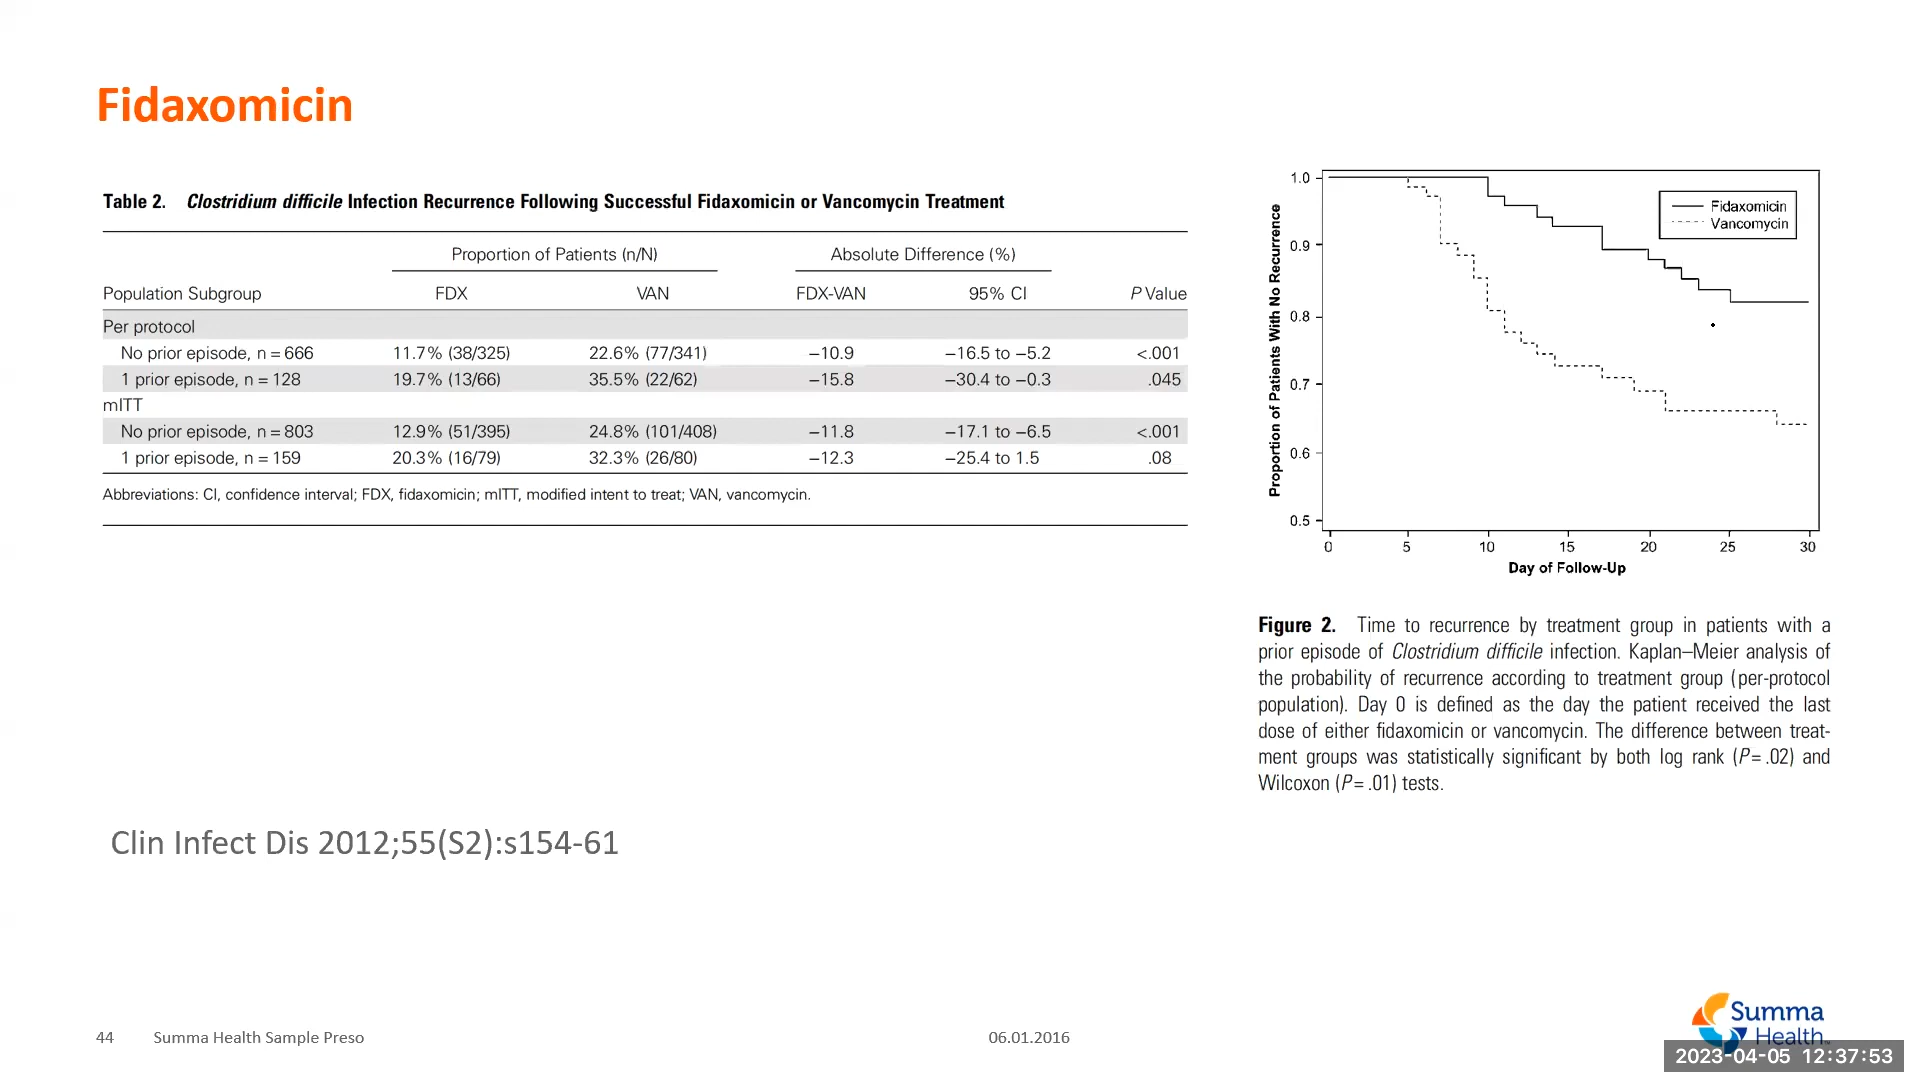 Fidaxomicin
Table 2. Clostridium difficile Infection Recurrence Following Successful Fidaxomicin or Vancomycin Treatment
Proportion of Patients (n/N) Absolute Difference (%)
Population Subgroup FDX VAN FDX-VAN 95% CI P Value
Per protocol
No prior episode, n = 666 11.7% (38/325) 22.6% (77/341) −10.9 −16.5 to −5.2 <.001
1 prior episode, n = 128 19.7% (13/66) 35.5% (22/62) −15.8 −30.4 to −0.3 .045
mITT
No prior episode, n = 803 12.9% (51/395) 24.8% (101/408) −11.8 −17.1 to −6.5 <.001
1 prior episode, n = 159 20.3% (16/79) 32.3% (26/80) −12.3 −25.4 to 1.5 .08
Abbreviations: CI, confidence interval; FDX, fidaxomicin; mITT, modified intent to treat; VAN, vancomycin.
Proportion of Patients With No Recurrence
1.0
0.9
0.8
0.7
0.6
0.5
Fidaxomicin
Vancomycin
0 5 10 15 20 25 30
Day of Follow-Up
Figure 2. Time to recurrence by treatment group in patients with a
prior episode of Clostridium difficile infection. Kaplan–Meier analysis of
the probability of recurrence according to treatment group (per-protocol
population). Day 0 is defined as the day the patient received the last
dose of either fidaxomicin or vancomycin. The difference between treat-
ment groups was statistically significant by both log rank (P = .02) and
Wilcoxon (P = .01) tests.
Clin Infect Dis 2012;55(S2):s154-61
44 Summa Health Sample Preso 06.01.2016
Summa
Health
2023-04-05 12:37:53